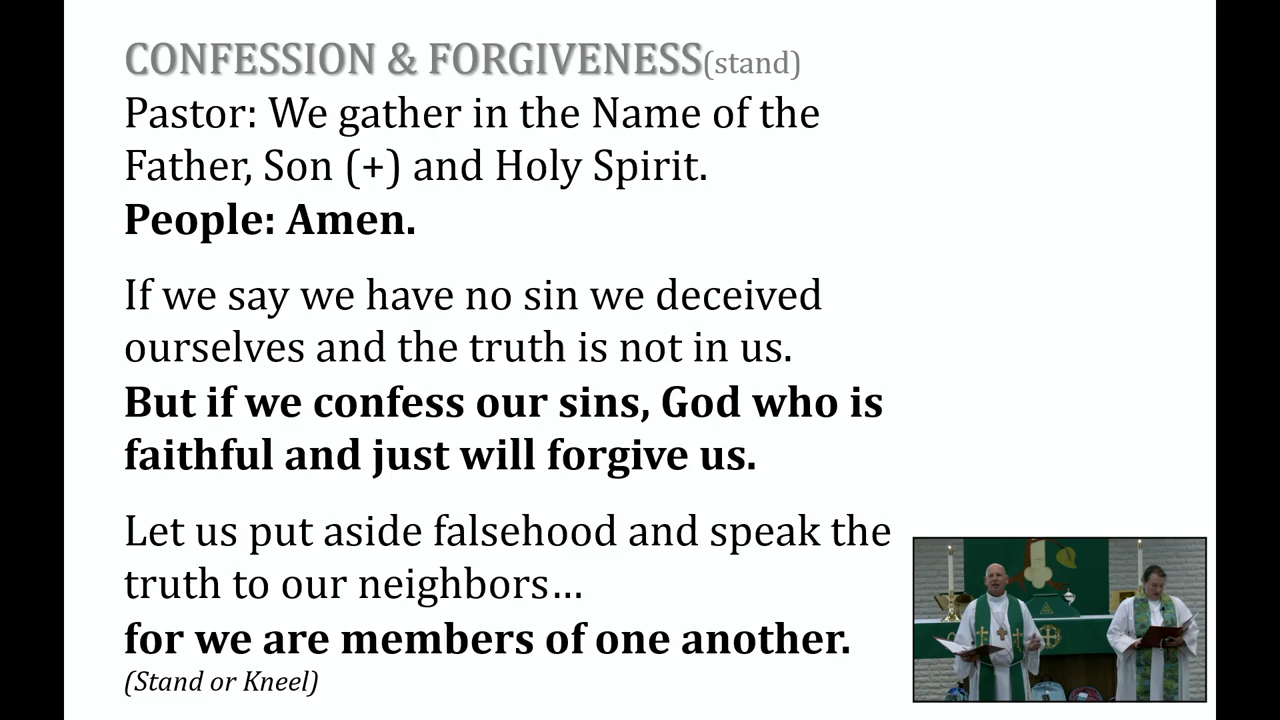 CONFESSION & FORGIVENESS(stand)
Pastor: We gather in the Name of the
Father, Son (+) and Holy Spirit.
People: Amen.
If we say we have no sin we deceived
ourselves and the truth is not in us.
But if we confess our sins, God who is
faithful and just will forgive us.
Let us put aside falsehood and speak the
truth to our neighbors…
for we are members of one another.
(Stand or Kneel)